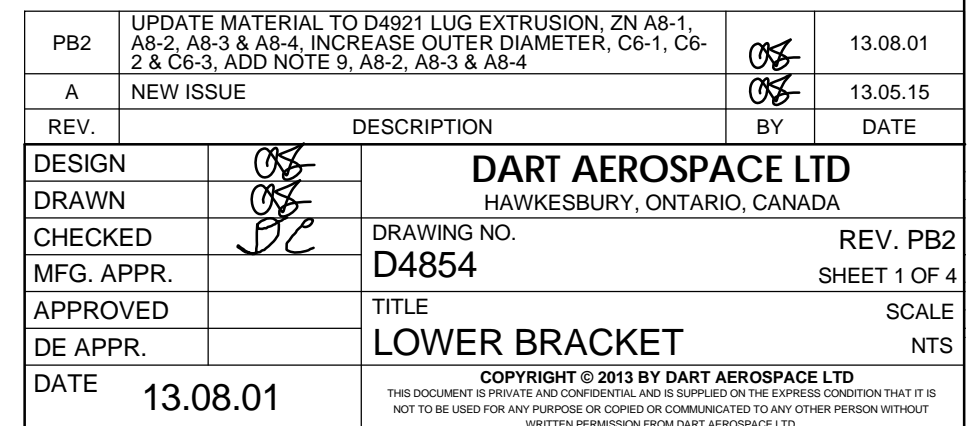 PB2
UPDATE MATERIAL TO D4921 LUG EXTRUSION, ZN A8-1,
A8-2, A8-3 & A8-4, INCREASE OUTER DIAMETER, C6-1, C6-
2 & C6-3, ADD NOTE 9, A8-2, A8-3 & A8-4
13.08.01
A NEW ISSUE 13.05.15
REV. DESCRIPTION BY DATE
DESIGN
DRAWN
CHECKED
MFG. APPR.
APPROVED
DE APPR.
DATE 13.08.01
DART AEROSPACE LTD
HAWKESBURY, ONTARIO, CANADA
DRAWING NO. REV. PB2
D4854 SHEET 1 OF 4
TITLE SCALE
LOWER BRACKET NTS
COPYRIGHT © 2013 BY DART AEROSPACE LTD
THIS DOCUMENT IS PRIVATE AND CONFIDENTIAL AND IS SUPPLIED ON THE EXPRESS CONDITION THAT IT IS
NOT TO BE USED FOR ANY PURPOSE OR COPIED OR COMMUNICATED TO ANY OTHER PERSON WITHOUT
WRITTEN PERMISSION FROM DART AEROSPACE LTD